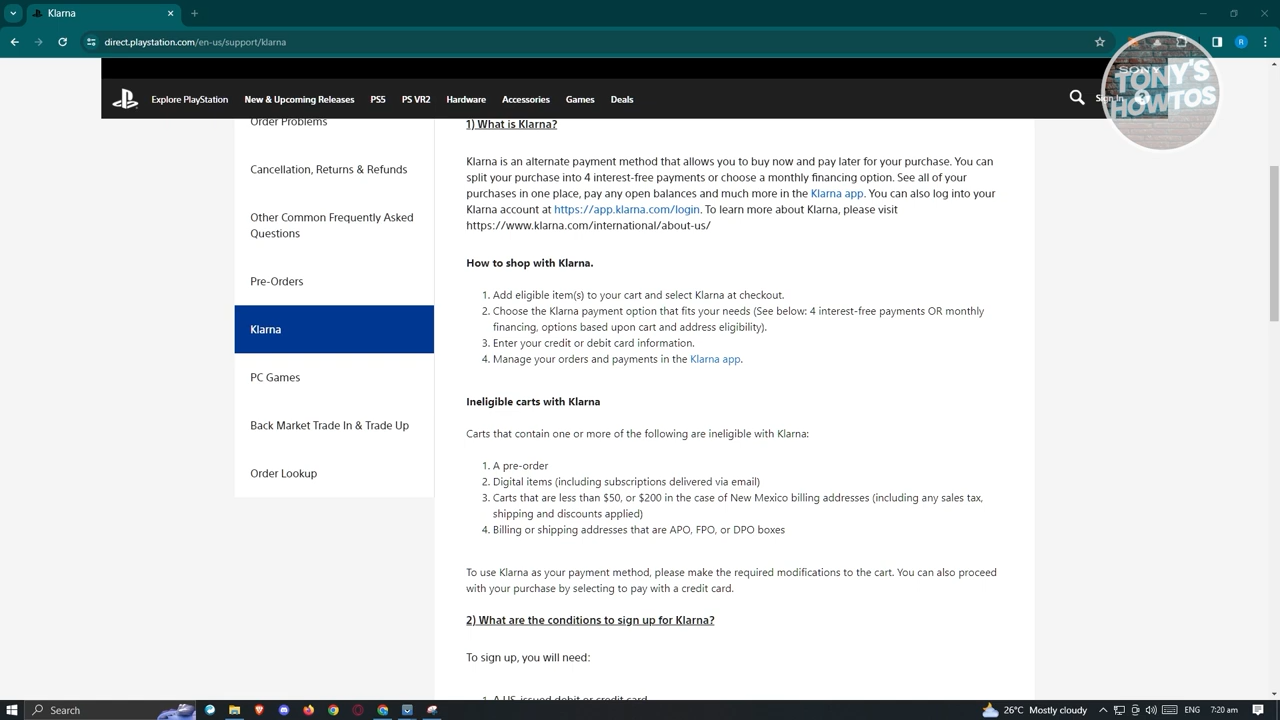 Klarna
direct.playstation.com/en-us/support/klarna
R
SONY
TONY'S
HOWTOS
Explore PlayStation
New & Upcoming Releases
PS5
PS VR2
Hardware
Accessories
Games
Deals
Sign In
Order Problems
Cancellation, Returns & Refunds
Other Common Frequently Asked
Questions
Pre-Orders
Klarna
PC Games
Back Market Trade In & Trade Up
Order Lookup
1) What is Klarna?
Klarna is an alternate payment method that allows you to buy now and pay later for your purchase. You can
split your purchase into 4 interest-free payments or choose a monthly financing option. See all of your
purchases in one place, pay any open balances and much more in the Klarna app. You can also log into your
Klarna account at https://app.klarna.com/login. To learn more about Klarna, please visit
https://www.klarna.com/international/about-us/
How to shop with Klarna.
1. Add eligible item(s) to your cart and select Klarna at checkout.
2. Choose the Klarna payment option that fits your needs (See below: 4 interest-free payments OR monthly
financing, options based upon cart and address eligibility).
3. Enter your credit or debit card information.
4. Manage your orders and payments in the Klarna app.
Ineligible carts with Klarna
Carts that contain one or more of the following are ineligible with Klarna:
1. A pre-order
2. Digital items (including subscriptions delivered via email)
3. Carts that are less than $50, or $200 in the case of New Mexico billing addresses (including any sales tax,
shipping and discounts applied)
4. Billing or shipping addresses that are APO, FPO, or DPO boxes
To use Klarna as your payment method, please make the required modifications to the cart. You can also proceed
with your purchase by selecting to pay with a credit card.
2) What are the conditions to sign up for Klarna?
To sign up, you will need:
1. A US-issued debit or credit card
Search
26°C Mostly cloudy
ENG
7:20 am